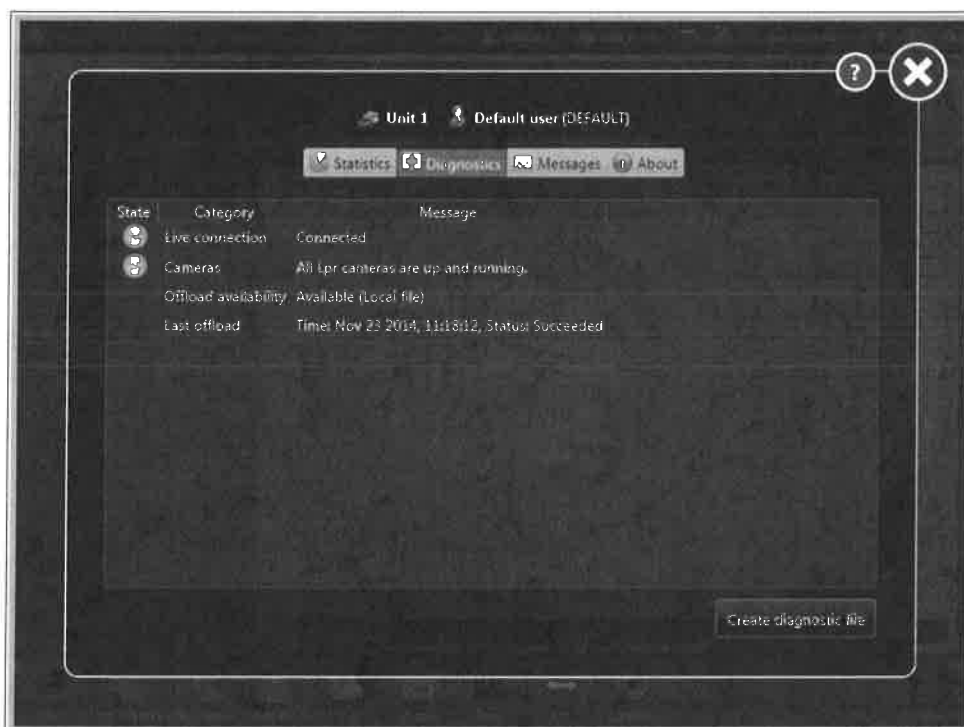 ?
Unit 1 Default user (DEFAULT)
Statistics Diagnostics Messages About
State Category Message
Live connection Connected
Cameras All Lpr cameras are up and running.
Offload availability Available (Local file)
Last offload Time: Nov 23 2014, 11:18:12, Status: Succeeded
Create diagnostic file